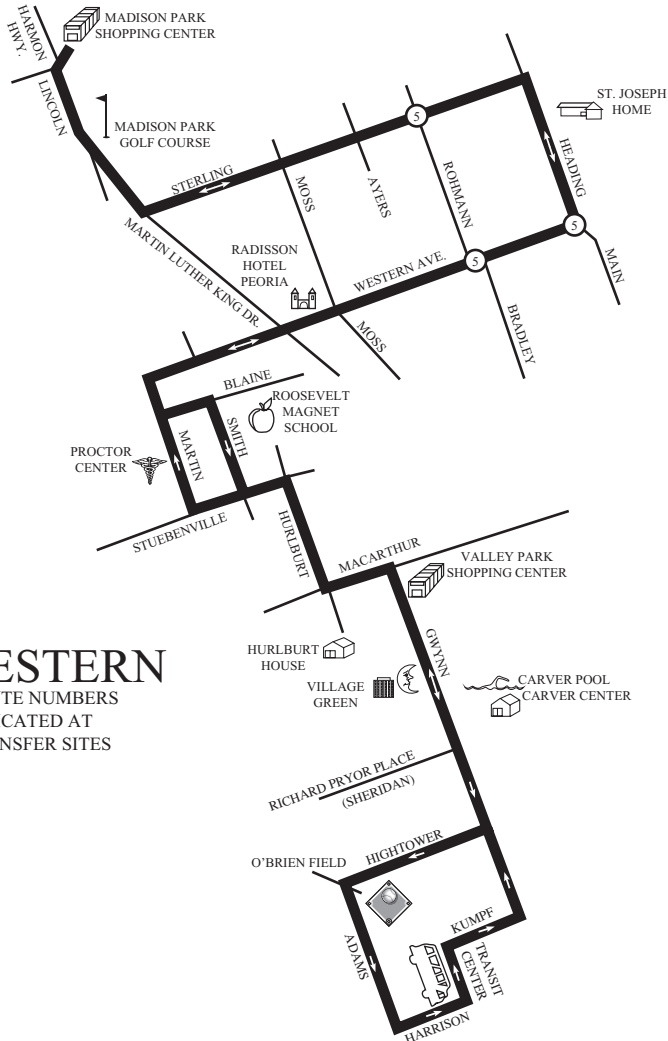 HARMON
HWY.
MADISON PARK
SHOPPING CENTER
LINCOLN
MADISON PARK
GOLF COURSE
ST. JOSEPH
HOME
5
STERLING
MOSS
AYERS
ROHMANN
HEADING
5
MAIN
MARTIN LUTHER KING DR.
RADISSON
HOTEL
PEORIA
WESTERN AVE.
5
MOSS
BRADLEY
BLAINE
ROOSEVELT
MAGNET
SCHOOL
SMITH
MARTIN
PROCTOR
CENTER
STUEBENVILLE
HURLBURT
MACARTHUR
VALLEY PARK
SHOPPING CENTER
GWYNN
HURLBURT
HOUSE
VILLAGE
GREEN
CARVER POOL
CARVER CENTER
ESTERN
UTE NUMBERS
ICATED AT
NSFER SITES
RICHARD PRYOR PLACE
(SHERIDAN)
HIGHTOWER
O'BRIEN FIELD
ADAMS
KUMPF
TRANSIT
CENTER
HARRISON